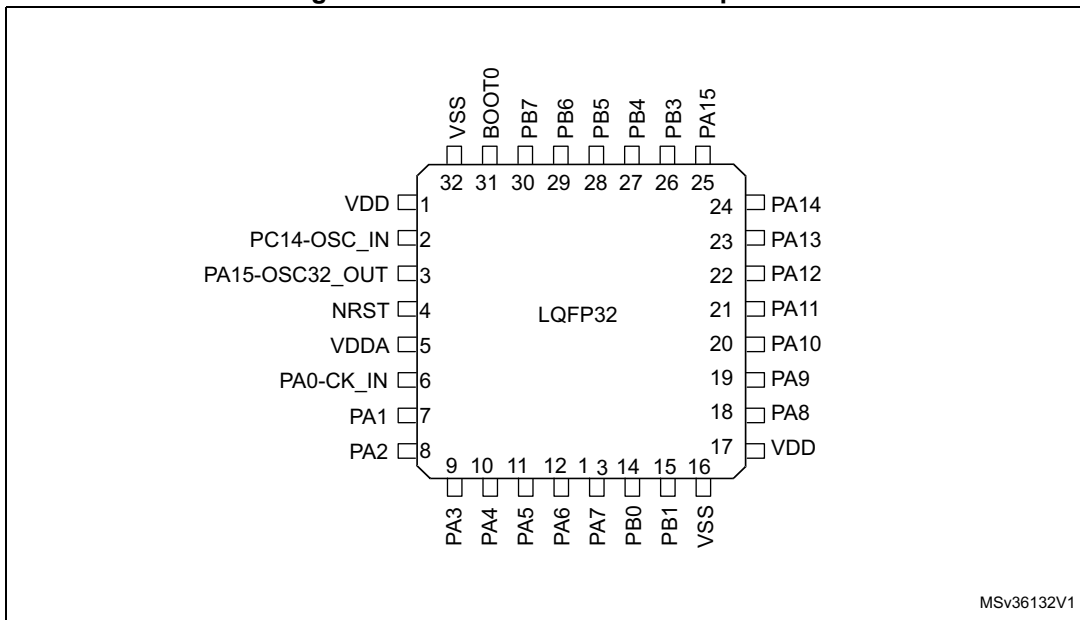 VSS
BOOT0
PB7
PB6
PB5
PB4
PB3
PA15
32 31 30 29 28 27 26 25
VDD 1
PC14-OSC_IN 2
PA15-OSC32_OUT 3
NRST 4
VDDA 5
PA0-CK_IN 6
PA1 7
PA2 8
LQFP32
24 PA14
23 PA13
22 PA12
21 PA11
20 PA10
19 PA9
18 PA8
17 VDD
9 10 11 12 1 3 14 15 16
PA3
PA4
PA5
PA6
PA7
PB0
PB1
VSS
MSv36132V1